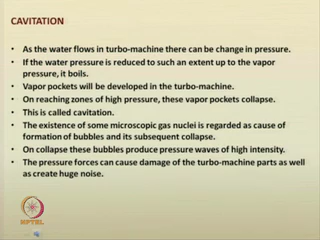 CAVITATION
• As the water flows in turbo-machine there can be change in pressure.
• If the water pressure is reduced to such an extent up to the vapor
pressure, it boils.
• Vapor pockets will be developed in the turbo-machine.
• On reaching zones of high pressure, these vapor pockets collapse.
• This is called cavitation.
• The existence of some microscopic gas nuclei is regarded as cause of
formation of bubbles and its subsequent collapse.
• On collapse these bubbles produce pressure waves of high intensity.
• The pressure forces can cause damage of the turbo-machine parts as well
as create huge noise.
NPTEL